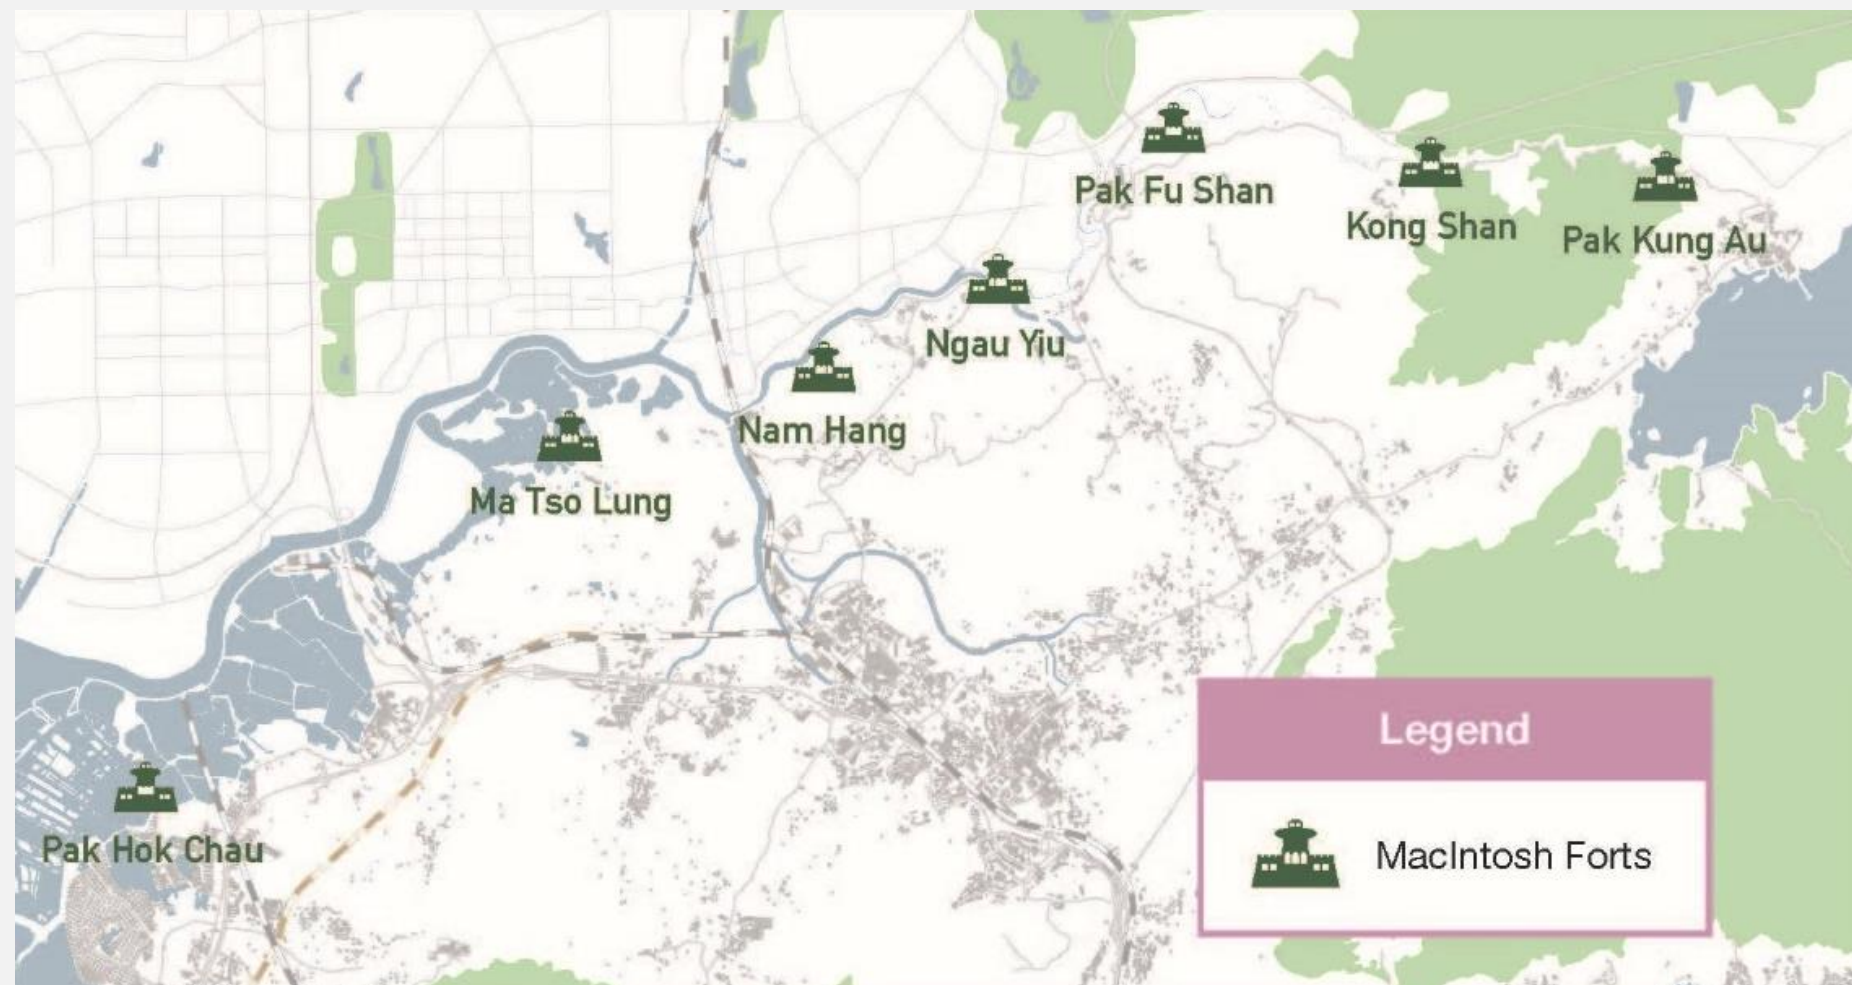 Pak Fu Shan
Kong Shan
Pak Kung Au
Ngau Yiu
Nam Hang
Ma Tso Lung
Pak Hok Chau
Legend
MacIntosh Forts